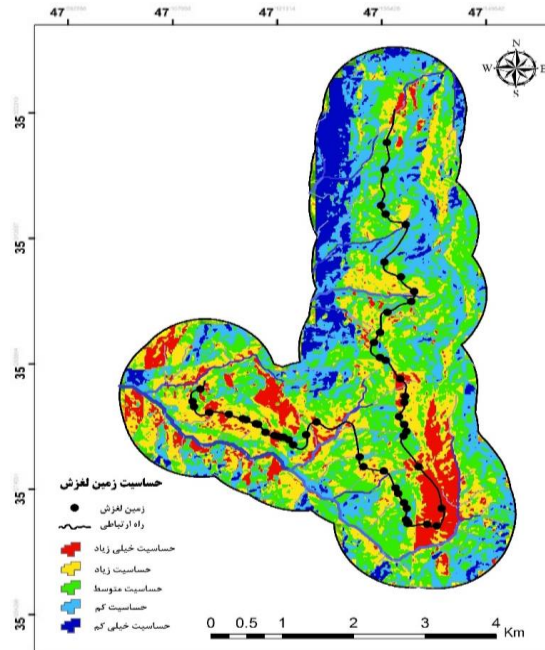 47 47 47 47 47
N
W E
S
35
35
35
35
35
حساسیت زمین لغزش
زمین لغزش
راه ارتباطی
حساسیت خیلی زیاد
حساسیت زیاد
حساسیت متوسط
حساسیت کم
حساسیت خیلی کم
0 0.5 1 2 3 4
Km